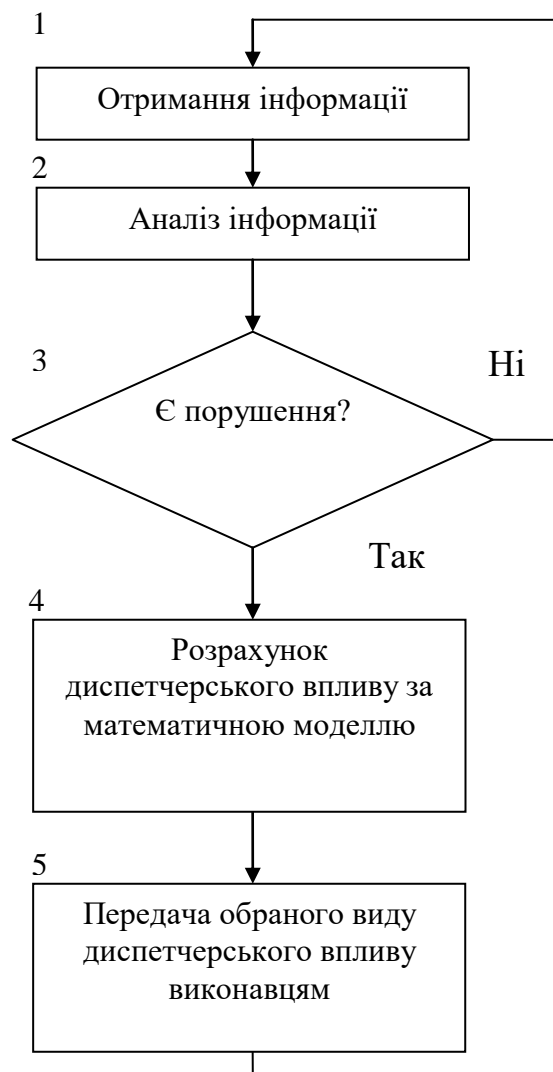 1
Отримання інформації
2
Аналіз інформації
3
Ні
Є порушення?
Так
4
Розрахунок
диспетчерського впливу за
математичною моделлю
5
Передача обраного виду
диспетчерського впливу
виконавцям